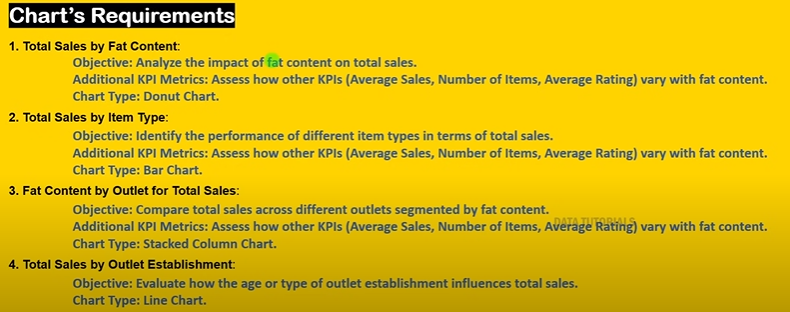 Chart's Requirements
1. Total Sales by Fat Content:
Objective: Analyze the impact of fat content on total sales.
Additional KPI Metrics: Assess how other KPIs (Average Sales, Number of Items, Average Rating) vary with fat content.
Chart Type: Donut Chart.
2. Total Sales by Item Type:
Objective: Identify the performance of different item types in terms of total sales.
Additional KPI Metrics: Assess how other KPIs (Average Sales, Number of Items, Average Rating) vary with fat content.
Chart Type: Bar Chart.
3. Fat Content by Outlet for Total Sales:
Objective: Compare total sales across different outlets segmented by fat content.
DATA TUTORIALS
Additional KPI Metrics: Assess how other KPIs (Average Sales, Number of Items, Average Rating) vary with fat content.
Chart Type: Stacked Column Chart.
4. Total Sales by Outlet Establishment:
Objective: Evaluate how the age or type of outlet establishment influences total sales.
Chart Type: Line Chart.